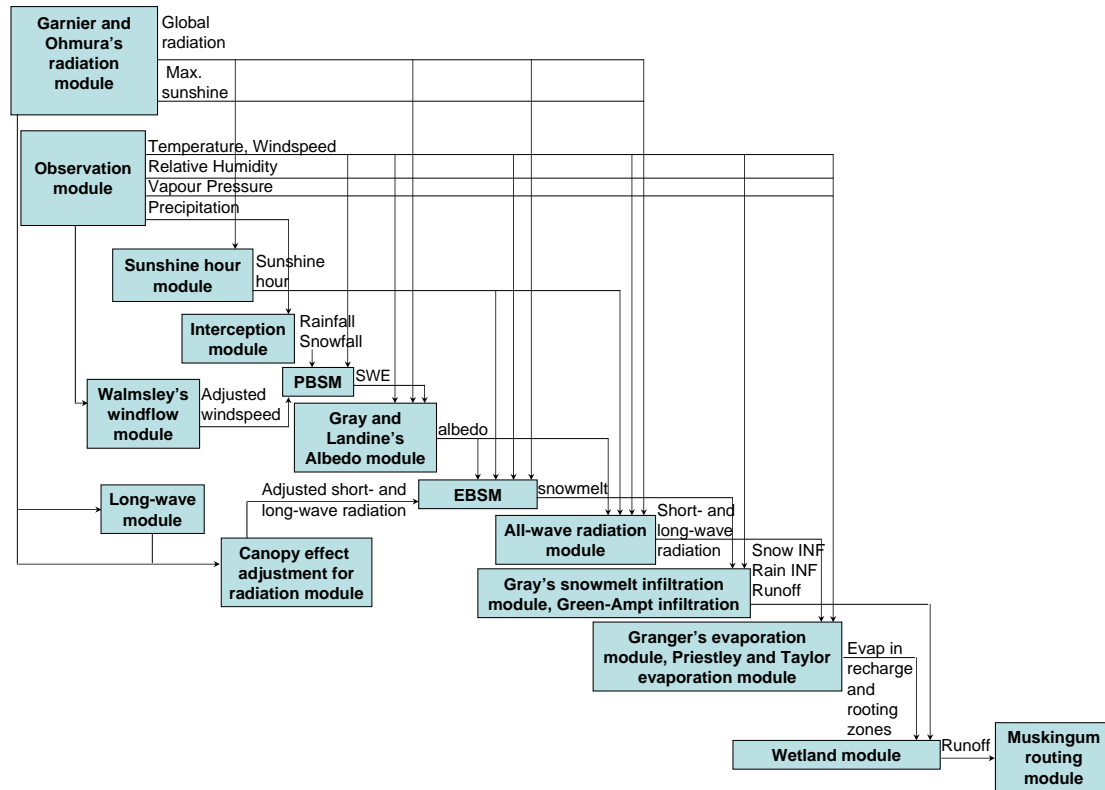 Garnier and
Ohmura's
radiation
module
Global
radiation
Max.
sunshine
Observation
module
Temperature, Windspeed
Relative Humidity
Vapour Pressure
Precipitation
Sunshine hour
module
Sunshine
hour
Interception
module
Rainfall
Snowfall
PBSM
SWE
Walmsley's
windflow
module
Adjusted
windspeed
Gray and
Landine's
Albedo module
albedo
Long-wave
module
Adjusted short- and
long-wave radiation
EBSM
snowmelt
Canopy effect
adjustment for
radiation module
All-wave radiation
module
Short- and
long-wave
radiation
Snow INF
Rain INF
Runoff
Gray's snowmelt infiltration
module, Green-Ampt infiltration
Granger's evaporation
module, Priestley and Taylor
evaporation module
Evap in
recharge
and
rooting
zones
Wetland module
Runoff
Muskingum
routing
module